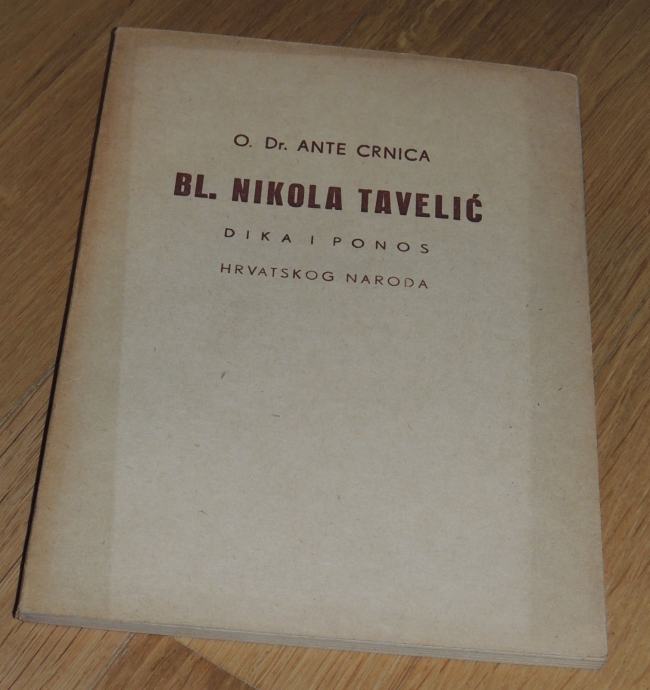 O. Dr. ANTE CRNICA
BL. NIKOLA TAVELIĆ
DIKA I PONOS
HRVATSKOG NARODA